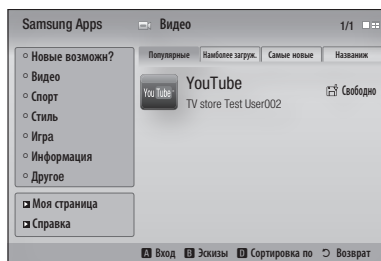 Samsung Apps
Видео 1/1
Новые возможн?
Видео
Спорт
Стиль
Игра
Информация
Другое
Моя страница
Справка
Популярные Наиболее загруж. Самые новые Названиж
You Tube
YouTube
TV store Test User002
Свободно
A Вход B Эскизы D Сортировка по Возврат